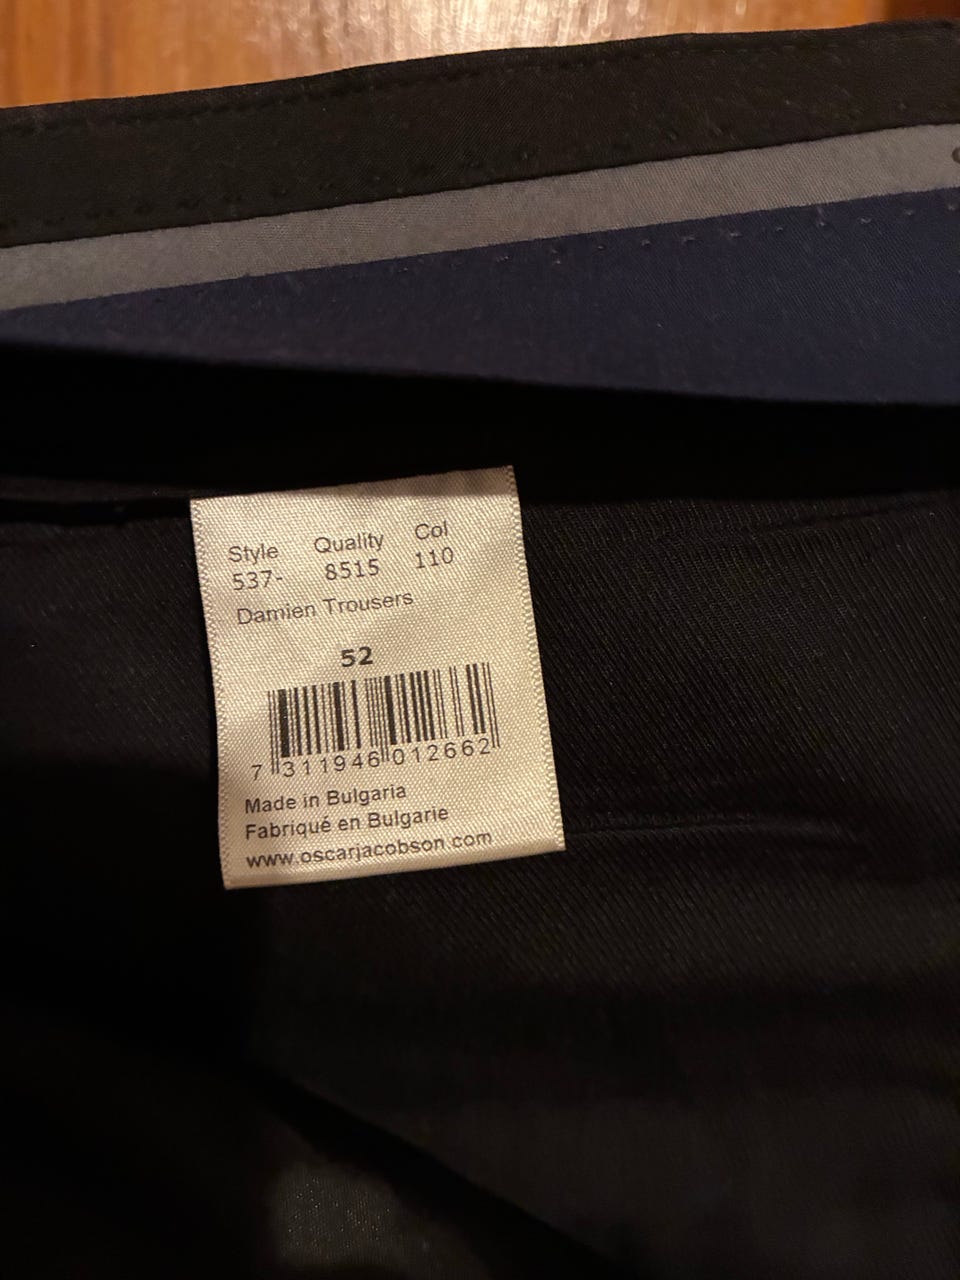 Style Quality Col
537- 8515 110
Damien Trousers
52
7 311946 012662
Made in Bulgaria
Fabriqué en Bulgarie
www.oscarjacobson.com